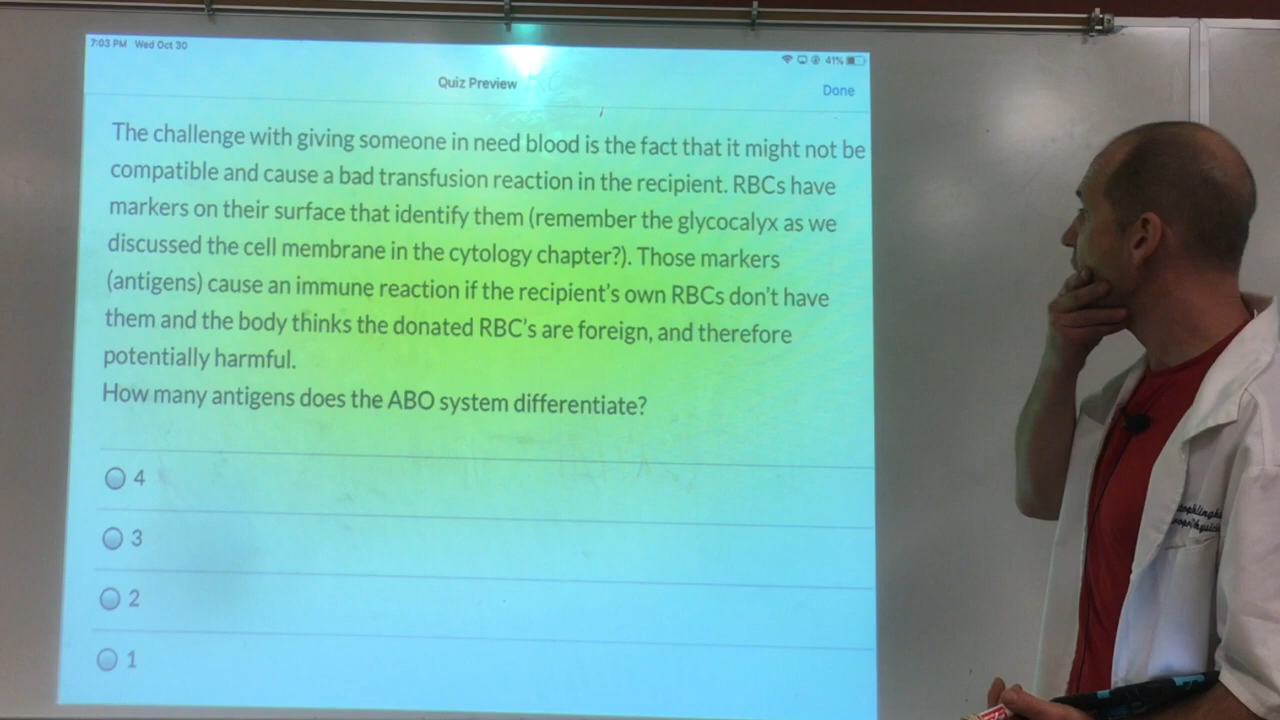 7:03 PM Wed Oct 30
41%
Quiz Preview
Done
The challenge with giving someone in need blood is the fact that it might not be
compatible and cause a bad transfusion reaction in the recipient. RBCs have
markers on their surface that identify them (remember the glycocalyx as we
discussed the cell membrane in the cytology chapter?). Those markers
(antigens) cause an immune reaction if the recipient's own RBCs don't have
them and the body thinks the donated RBC's are foreign, and therefore
potentially harmful.
How many antigens does the ABO system differentiate?
4
3
2
1